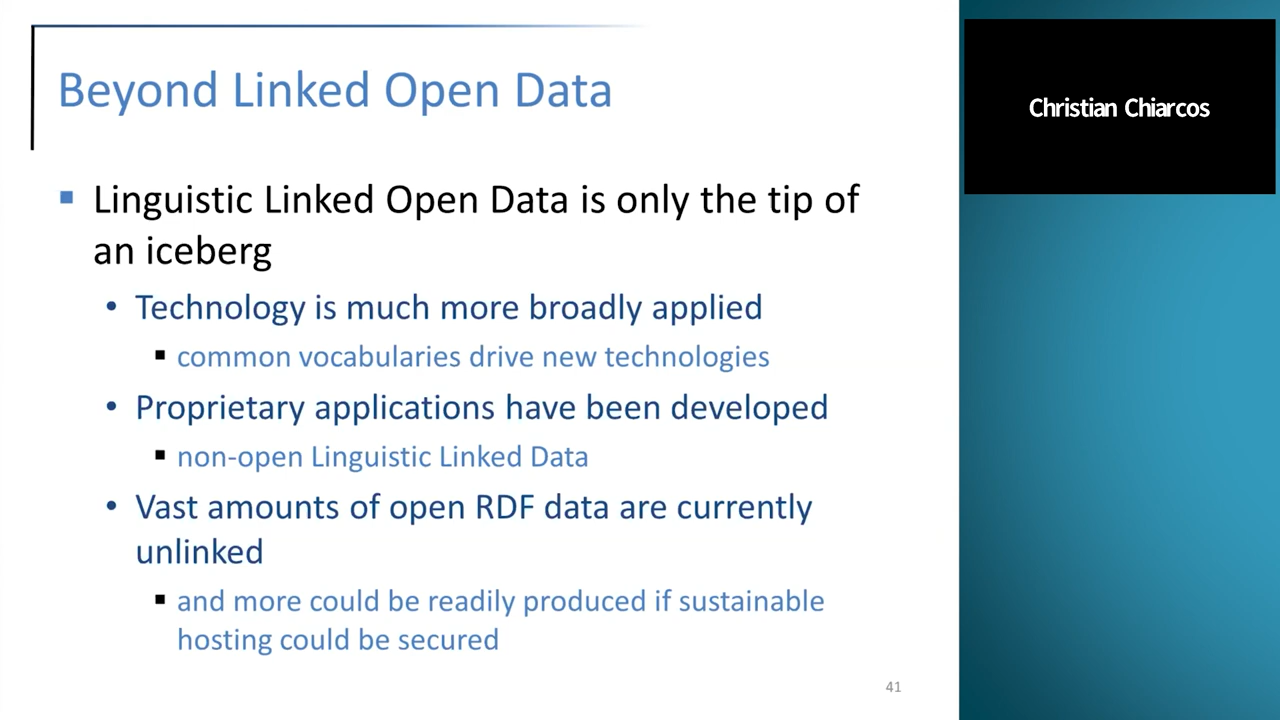 Beyond Linked Open Data
Christian Chiarcos
Linguistic Linked Open Data is only the tip of
an iceberg
Technology is much more broadly applied
common vocabularies drive new technologies
Proprietary applications have been developed
non-open Linguistic Linked Data
Vast amounts of open RDF data are currently
unlinked
and more could be readily produced if sustainable
hosting could be secured
41